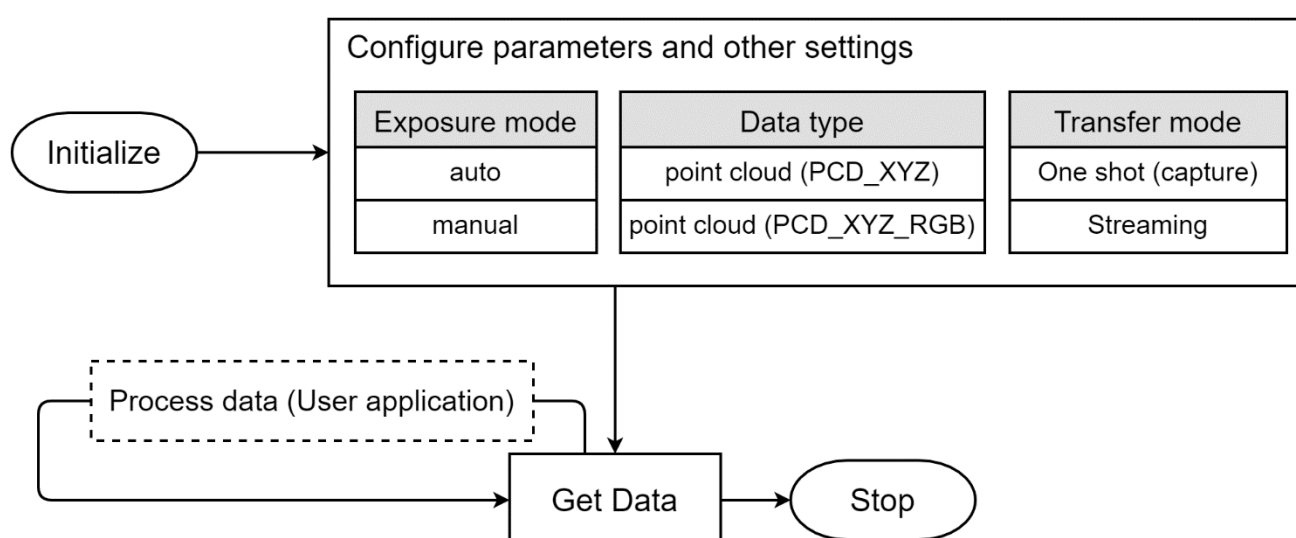 Configure parameters and other settings
Initialize
Exposure mode
auto
manual
Data type
point cloud (PCD_XYZ)
point cloud (PCD_XYZ_RGB)
Transfer mode
One shot (capture)
Streaming
Process data (User application)
Get Data
Stop